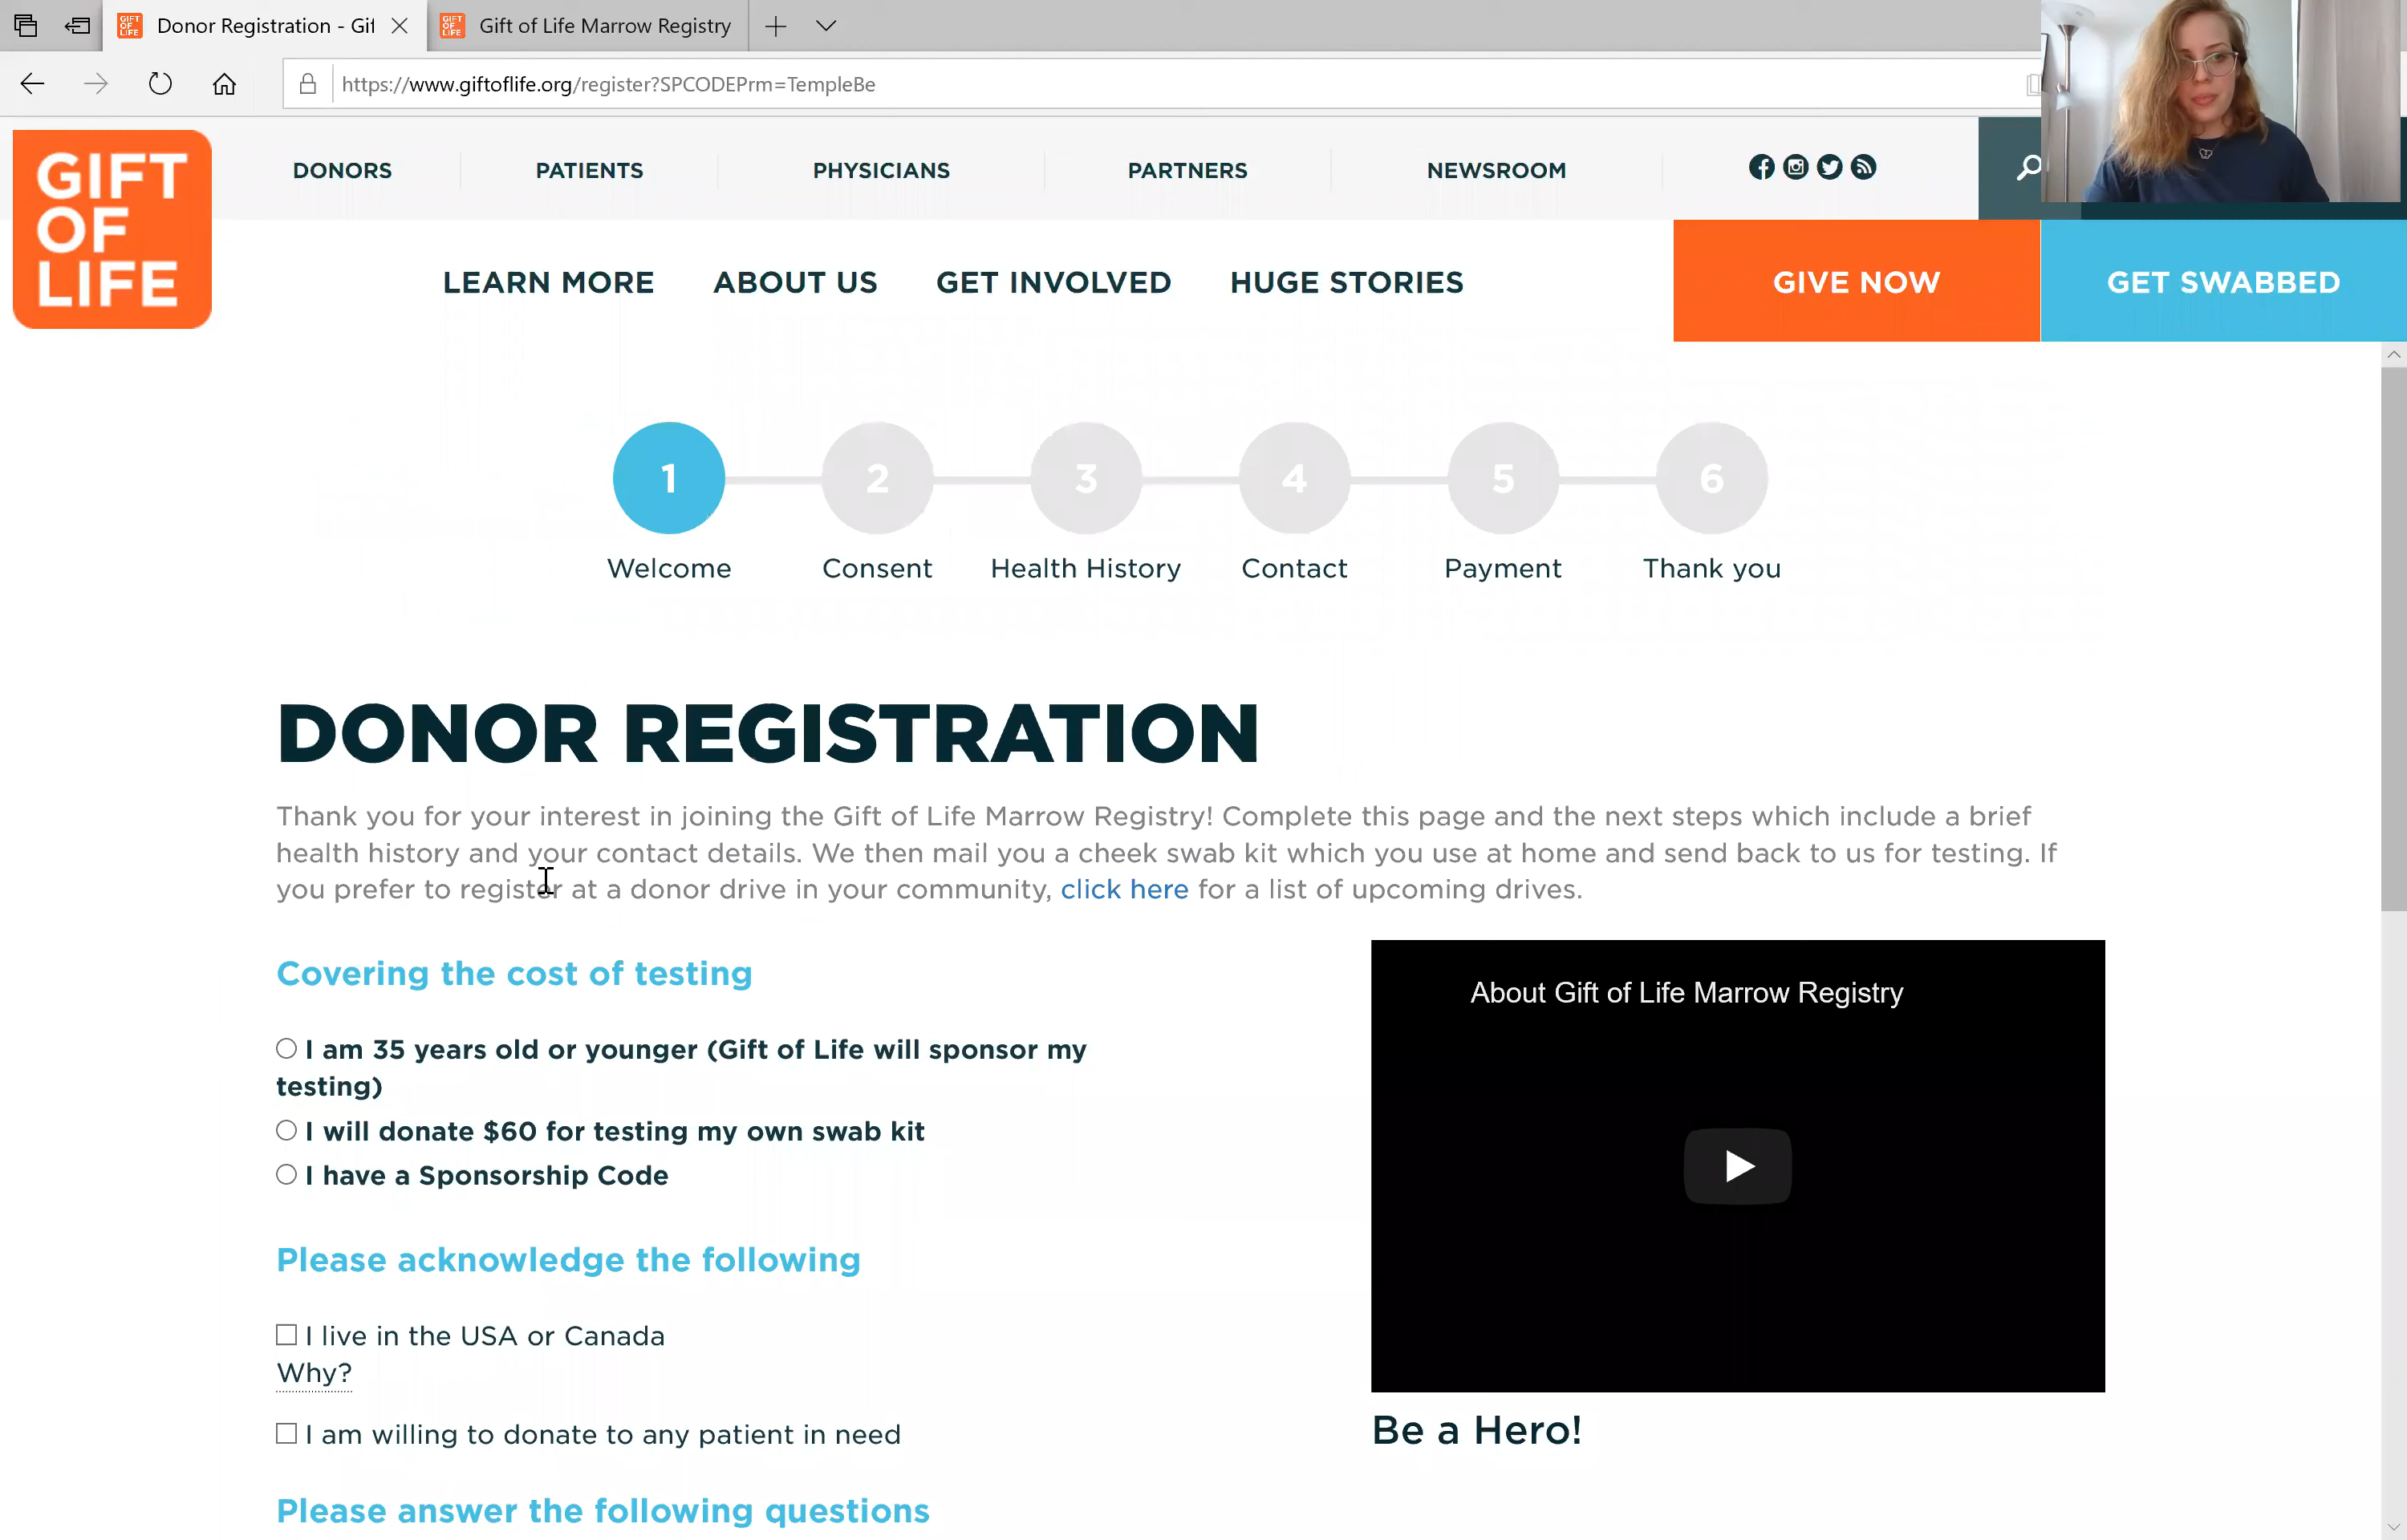 Donor Registration - Gif
GIFT OF LIFE
Gift of Life Marrow Registry
https://www.giftoflife.org/register?SPCODEPrm=TempleBe
GIFT
OF
LIFE
DONORS PATIENTS PHYSICIANS PARTNERS NEWSROOM
LEARN MORE ABOUT US GET INVOLVED HUGE STORIES GIVE NOW GET SWABBED
1 2 3 4 5 6
Welcome Consent Health History Contact Payment Thank you
DONOR REGISTRATION
Thank you for your interest in joining the Gift of Life Marrow Registry! Complete this page and the next steps which include a brief
health history and your contact details. We then mail you a cheek swab kit which you use at home and send back to us for testing. If
you prefer to register at a donor drive in your community, click here for a list of upcoming drives.
Covering the cost of testing
I am 35 years old or younger (Gift of Life will sponsor my
testing)
I will donate $60 for testing my own swab kit
I have a Sponsorship Code
Please acknowledge the following
I live in the USA or Canada
Why?
I am willing to donate to any patient in need
Please answer the following questions
About Gift of Life Marrow Registry
Be a Hero!